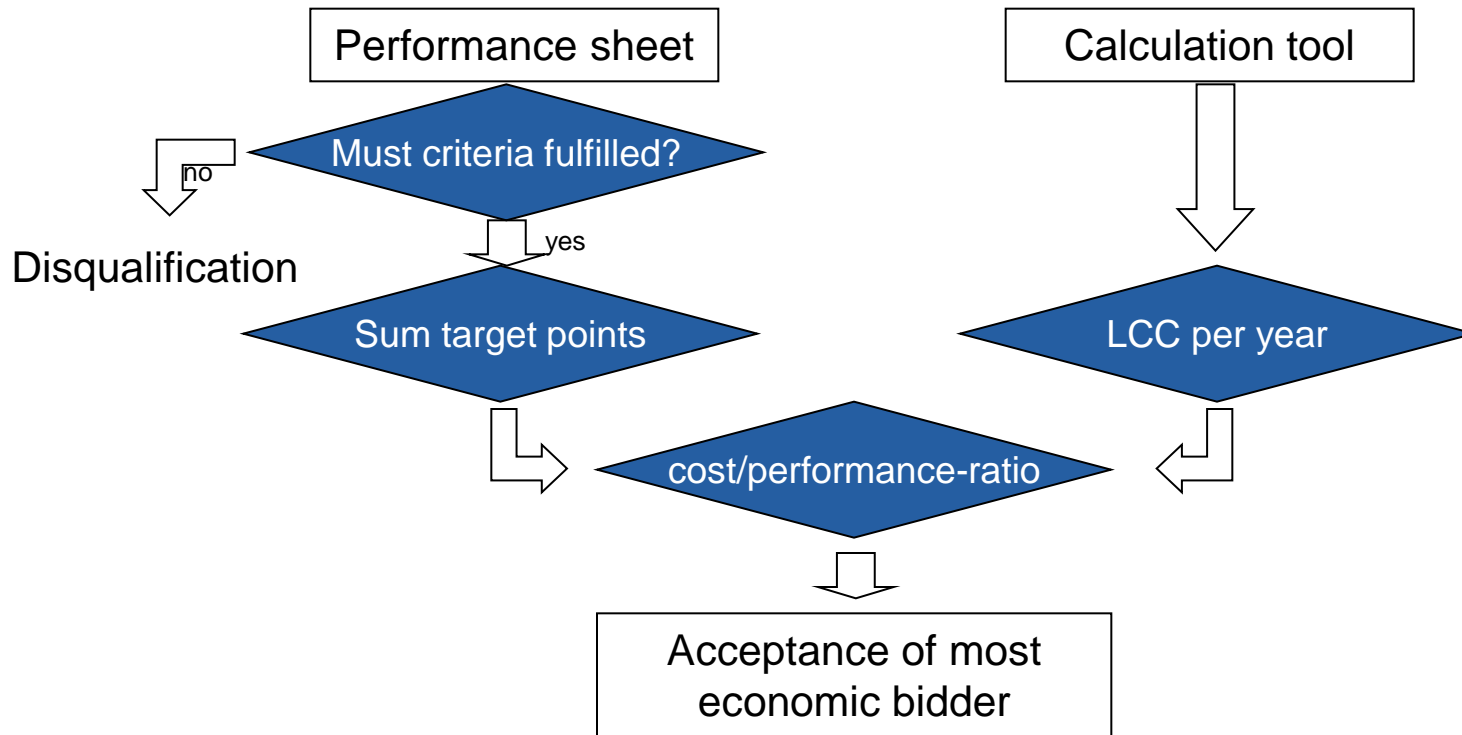 Performance sheet
Calculation tool
Must criteria fulfilled?
no
yes
Disqualification
Sum target points
LCC per year
cost/performance-ratio
Acceptance of most
economic bidder